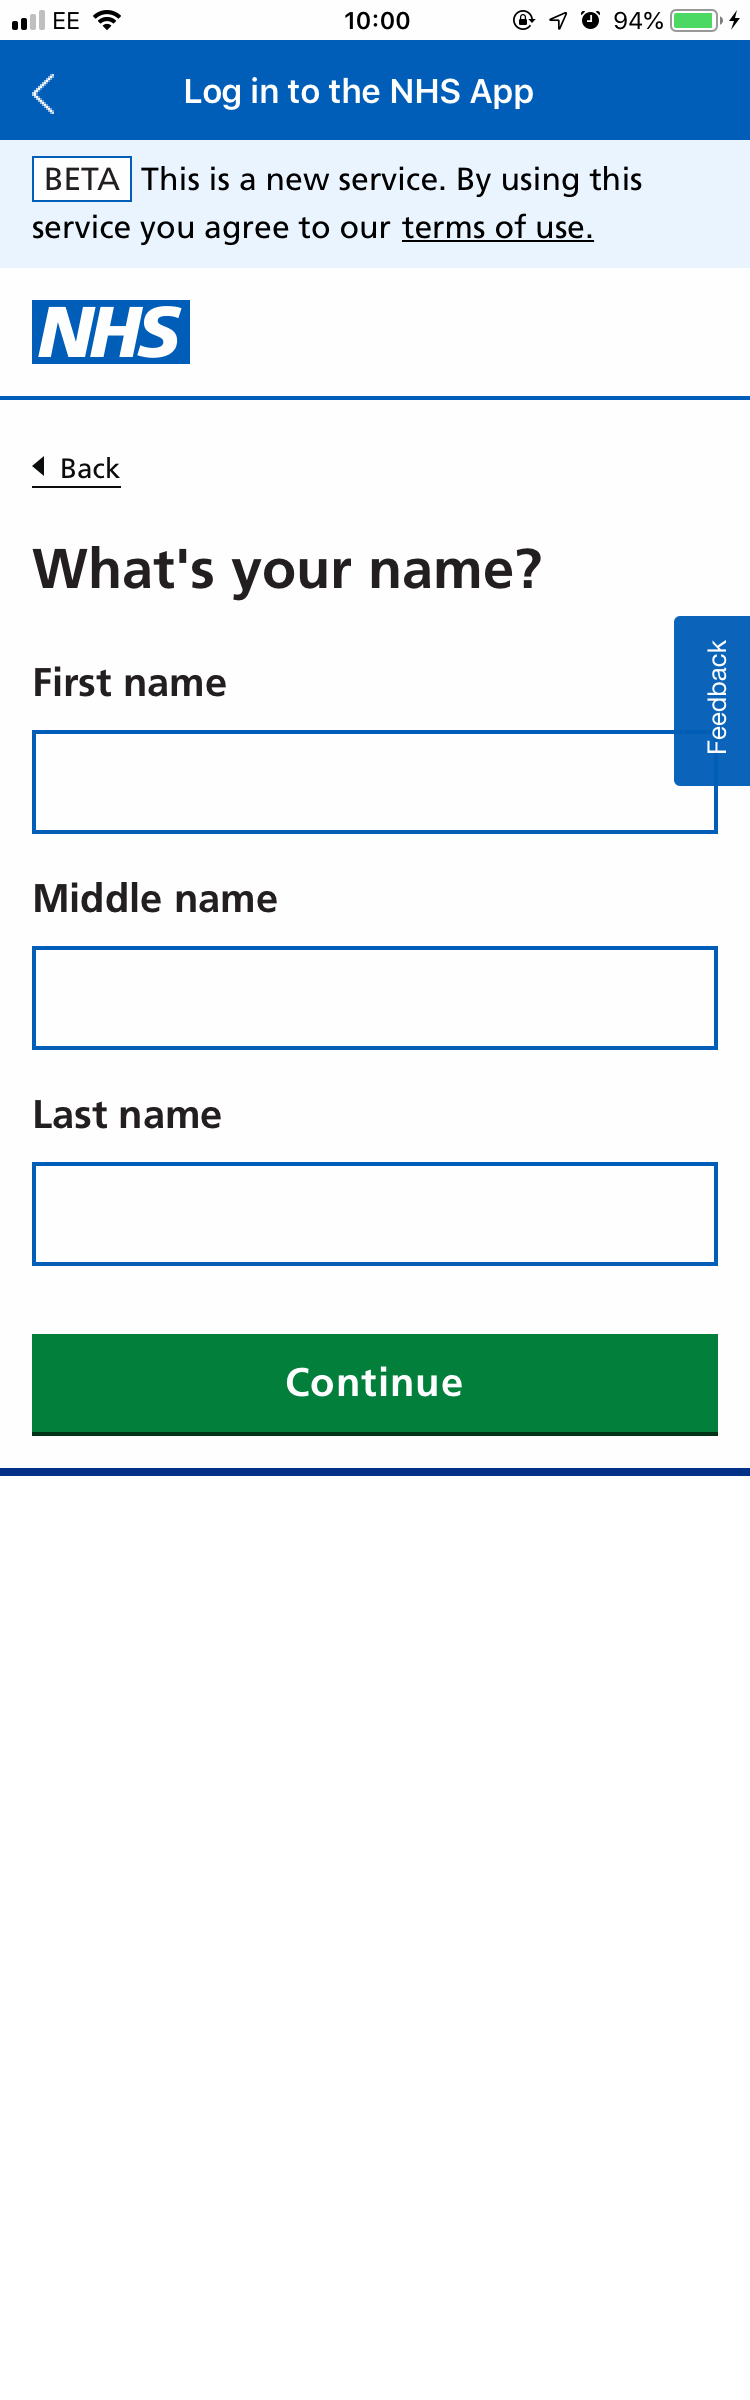 EE 10:00 94%
Log in to the NHS App
BETA This is a new service. By using this
service you agree to our terms of use.
NHS
Back
What's your name?
Feedback
First name
Middle name
Last name
Continue